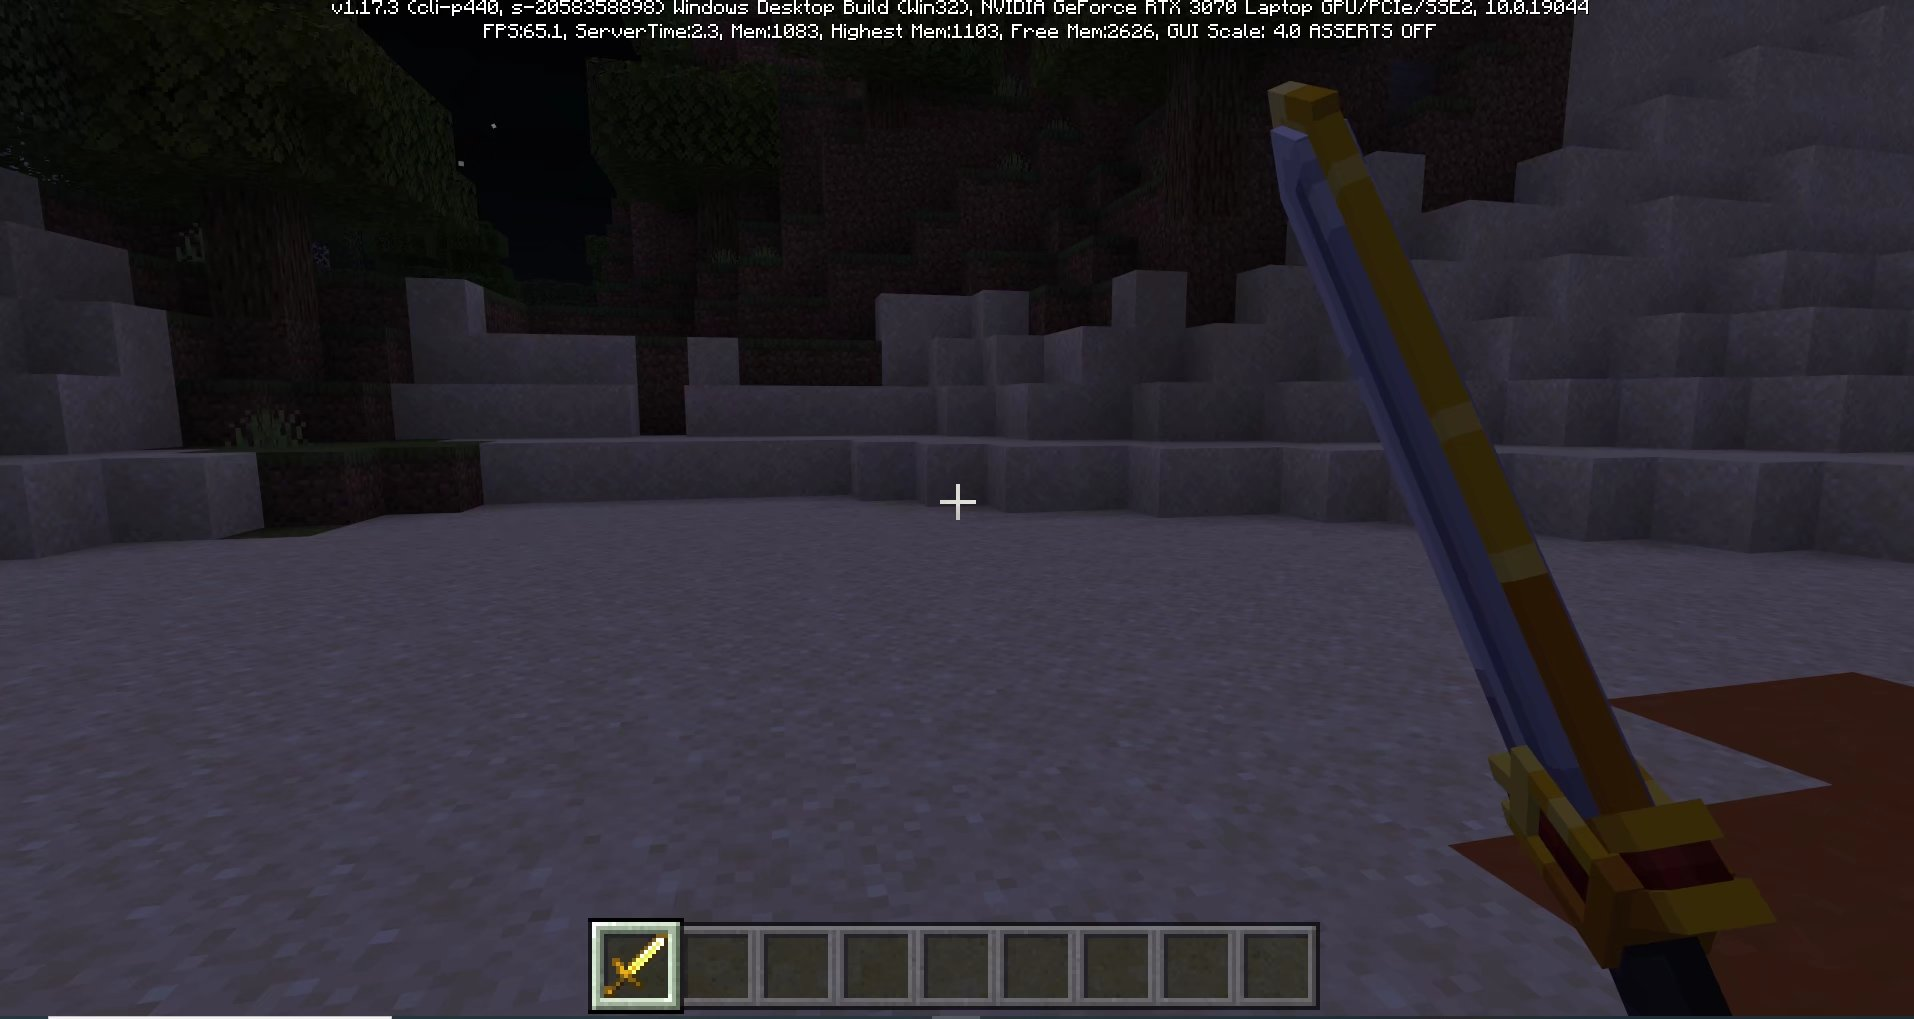 v1.17.3 (cli-p440, s-2058358898) Windows Desktop Build (Win32), NVIDIA GeForce RTX 3070 Laptop GPU/PCIe/SSE2, 10.0.19044
FPS:65.1, ServerTime:2.3, Mem:1083, Highest Mem:1103, Free Mem:2626, GUI Scale: 4.0 ASSERTS OFF